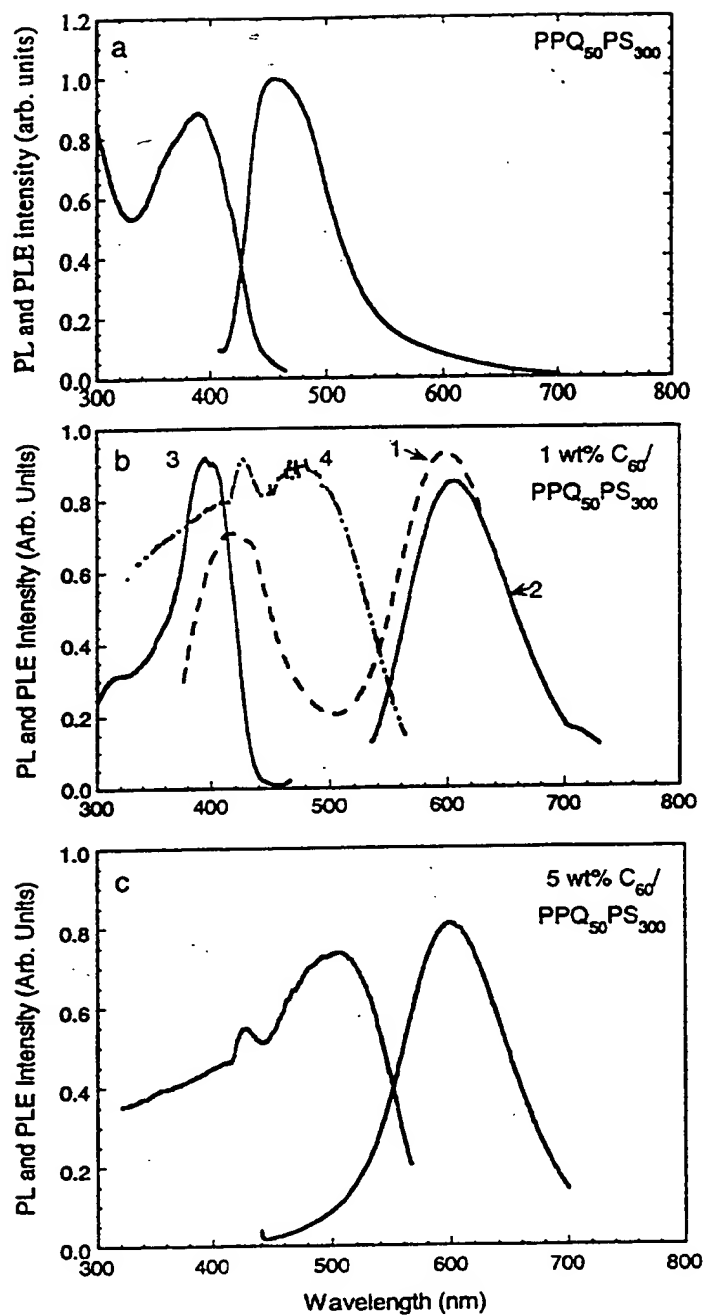 PL and PLE intensity (arb. units)
a
PPQ50PS300
1.2
1.0
0.8
0.6
0.4
0.2
0.0
300 400 500 600 700 800
PL and PLE Intensity (Arb. Units)
b 3 4 1 2
1 wt% C60/
PPQ50PS300
1.0
0.8
0.6
0.4
0.2
0.0
300 400 500 600 700 800
PL and PLE Intensity (Arb. Units)
c
5 wt% C60/
PPQ50PS300
1.0
0.8
0.6
0.4
0.2
0.0
300 400 500 600 700 800
Wavelength (nm)